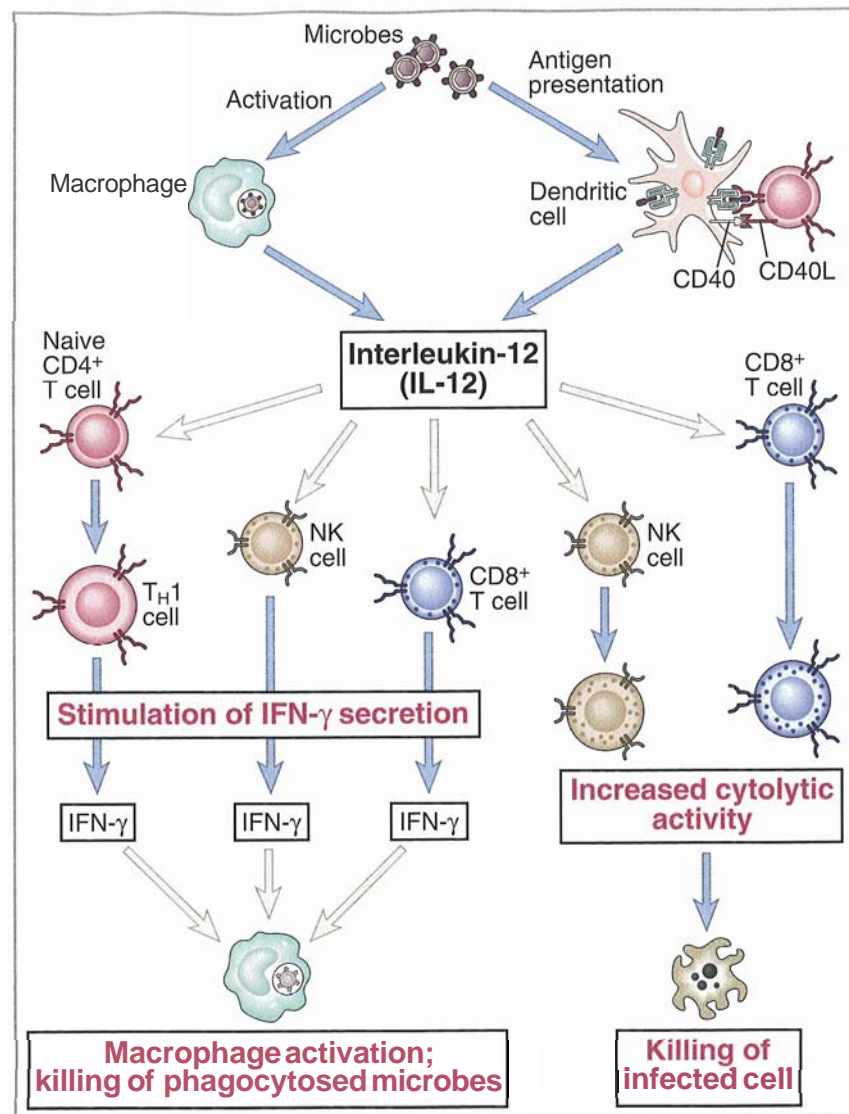 Microbes
Activation
Antigen
presentation
Macrophage
Dendritic
cell
CD40
CD40L
Interleukin-12
(IL-12)
Naive
CD4+
T cell
CD8+
T cell
NK
cell
CD8+
T cell
NK
cell
TH1
cell
Stimulation of IFN-γ secretion
Increased cytolytic
activity
IFN-γ
IFN-γ
IFN-γ
Macrophage activation;
killing of phagocytosed microbes
Killing of
infected cell